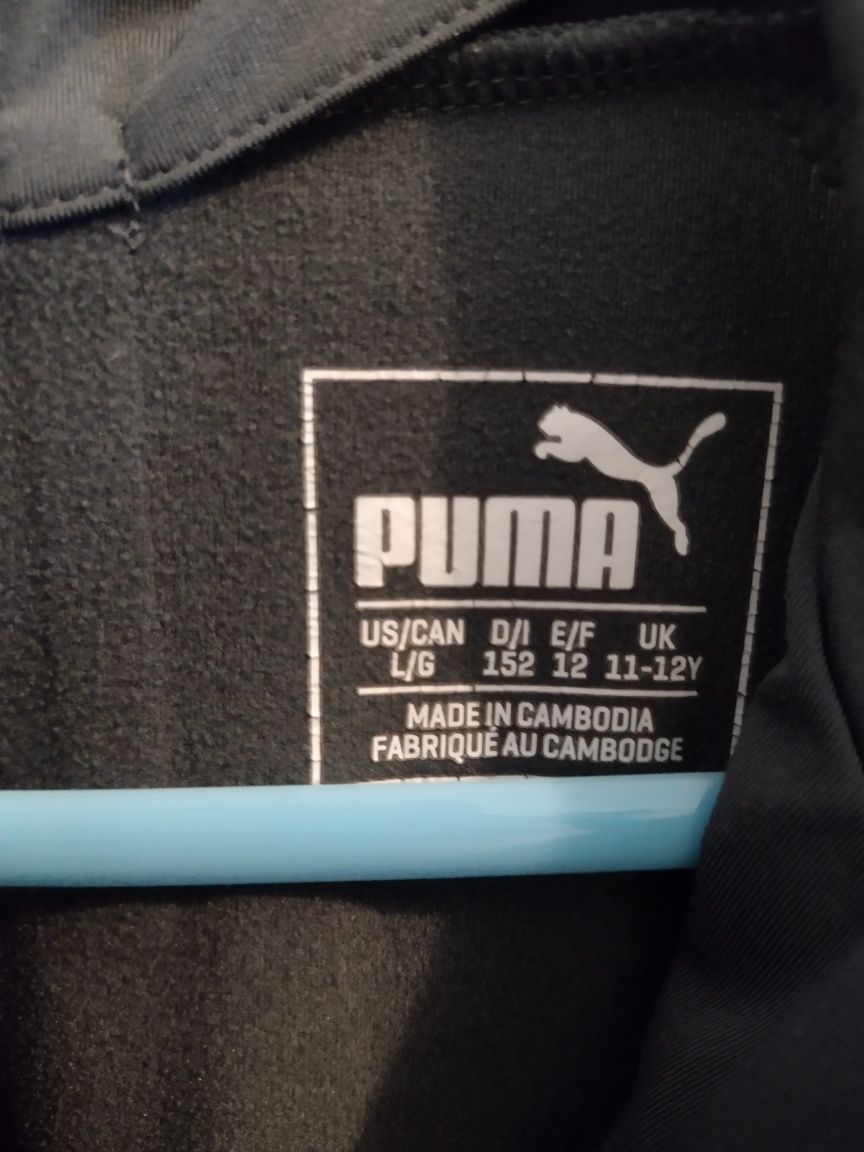 PUMA
US/CAN D/I E/F UK
L/G 152 12 11-12Y
MADE IN CAMBODIA
FABRIQUÉ AU CAMBODGE